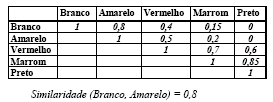 Branco Amarelo Vermelho Marrom Preto
Branco 1 0,8 0,4 0,15 0
Amarelo 1 0,5 0,2 0
Vermelho 1 0,7 0,6
Marrom 1 0,85
Preto 1
Similaridade (Branco, Amarelo) = 0,8